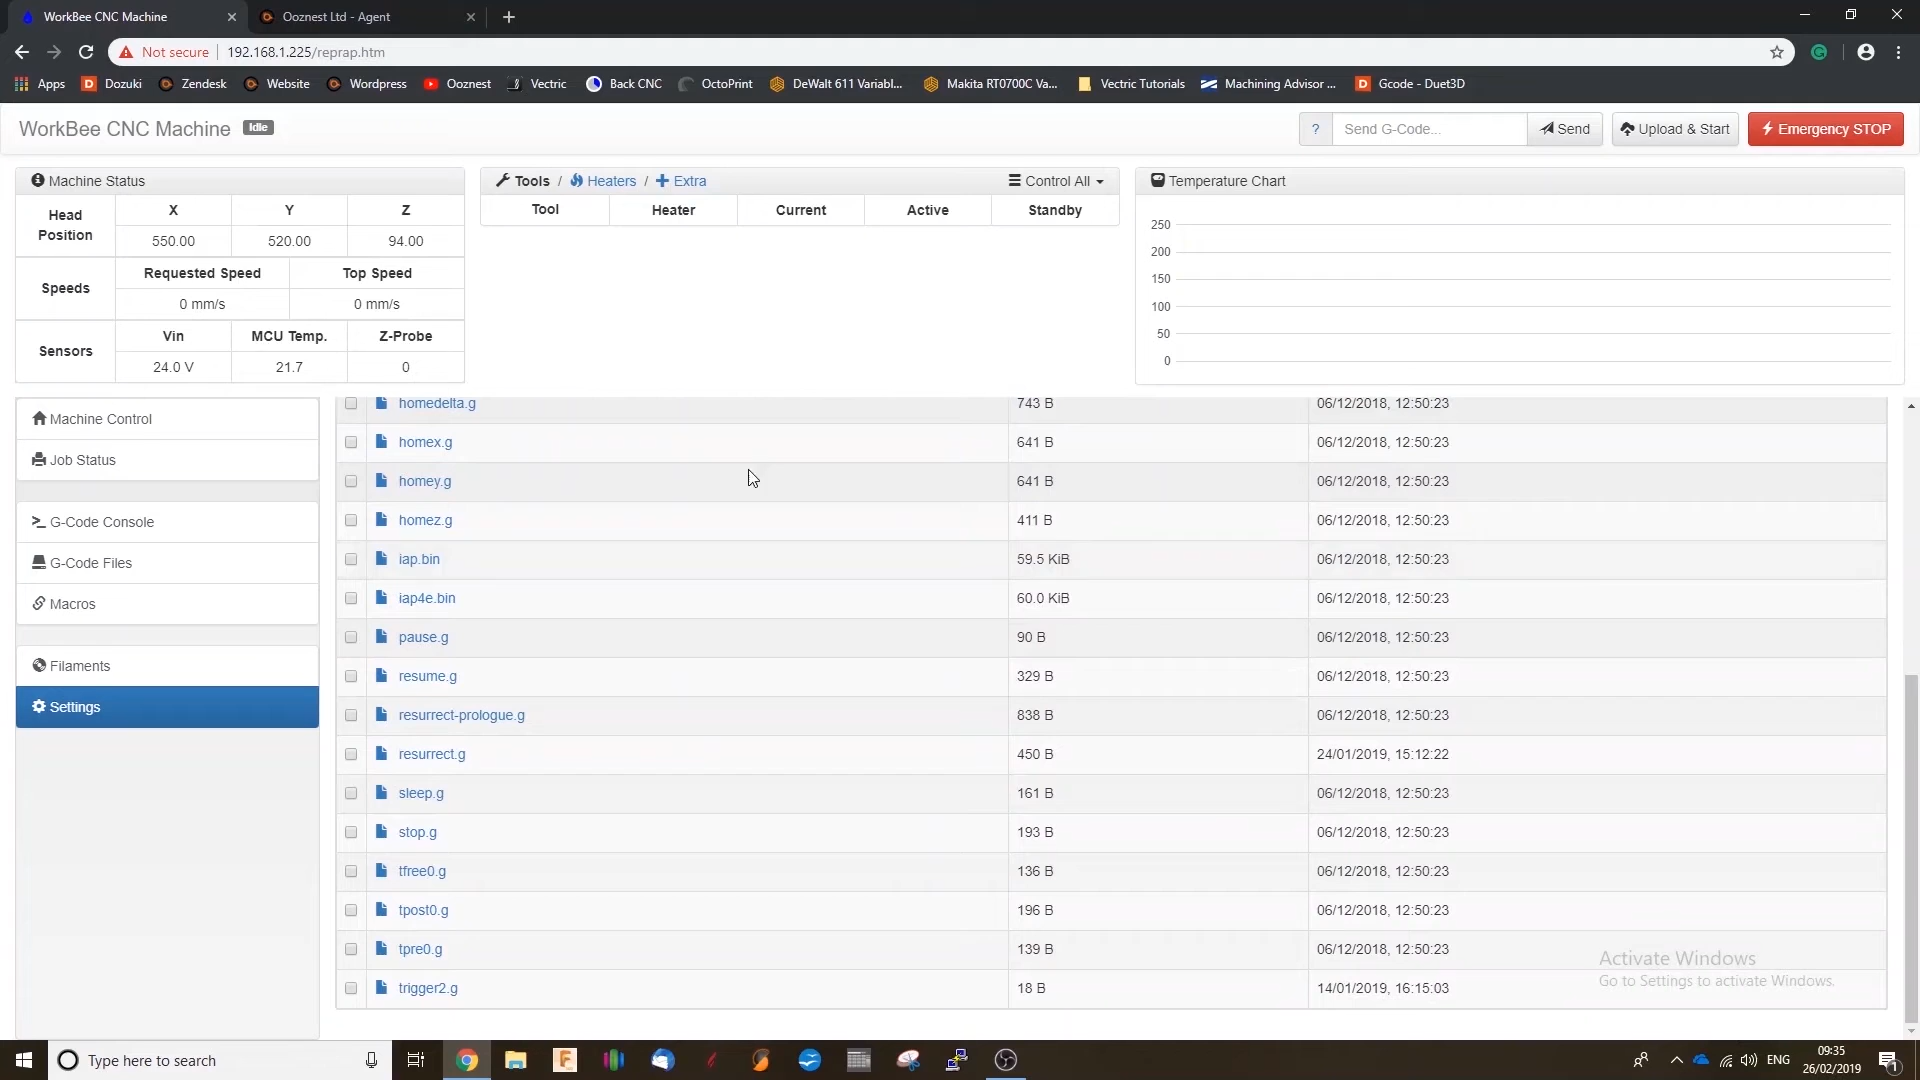 WorkBee CNC Machine
Ooznest Ltd - Agent
Not secure
192.168.1.225/reprap.htm
Apps
Dozuki
Zendesk
Website
Wordpress
Ooznest
Vectric
Back CNC
OctoPrint
DeWalt 611 Variabl...
Makita RT0700C Va...
Vectric Tutorials
Machining Advisor ...
Gcode - Duet3D
WorkBee CNC Machine Idle
? Send G-Code... Send Upload & Start Emergency STOP
Machine Status
Head Position
X Y Z
550.00 520.00 94.00
Speeds
Requested Speed Top Speed
0 mm/s 0 mm/s
Sensors
Vin MCU Temp. Z-Probe
24.0 V 21.7 0
Tools / Heaters / + Extra Control All
Tool Heater Current Active Standby
Temperature Chart
250
200
150
100
50
0
Machine Control
Job Status
G-Code Console
G-Code Files
Macros
Filaments
Settings
homedelta.g 743 B 06/12/2018, 12:50:23
homex.g 641 B 06/12/2018, 12:50:23
homey.g 641 B 06/12/2018, 12:50:23
homez.g 411 B 06/12/2018, 12:50:23
iap.bin 59.5 KiB 06/12/2018, 12:50:23
iap4e.bin 60.0 KiB 06/12/2018, 12:50:23
pause.g 90 B 06/12/2018, 12:50:23
resume.g 329 B 06/12/2018, 12:50:23
resurrect-prologue.g 838 B 06/12/2018, 12:50:23
resurrect.g 450 B 24/01/2019, 15:12:22
sleep.g 161 B 06/12/2018, 12:50:23
stop.g 193 B 06/12/2018, 12:50:23
tfree0.g 136 B 06/12/2018, 12:50:23
tpost0.g 196 B 06/12/2018, 12:50:23
tpre0.g 139 B 06/12/2018, 12:50:23
trigger2.g 18 B 14/01/2019, 16:15:03
Activate Windows
Go to Settings to activate Windows.
Type here to search
ENG
09:35
26/02/2019
1